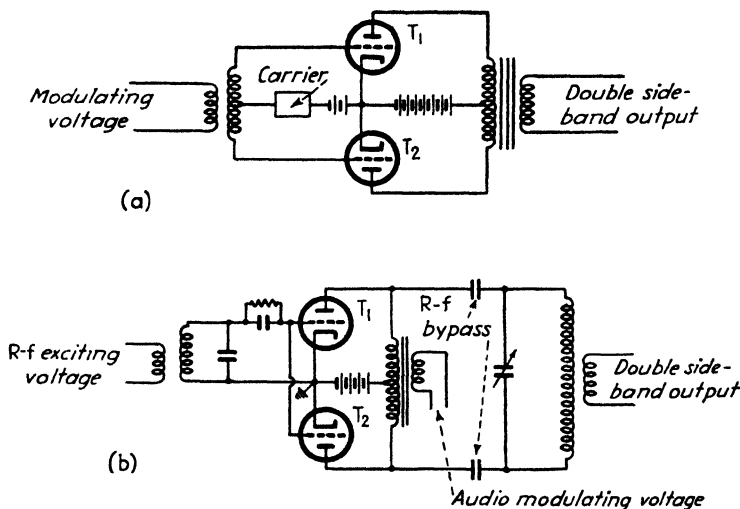 T1
Carrier
Modulating
voltage
Double side-
band output
T2
(a)
R-f exciting
voltage
T1
R-f
bypass
Double side-
band output
T2
(b)
Audio modulating voltage